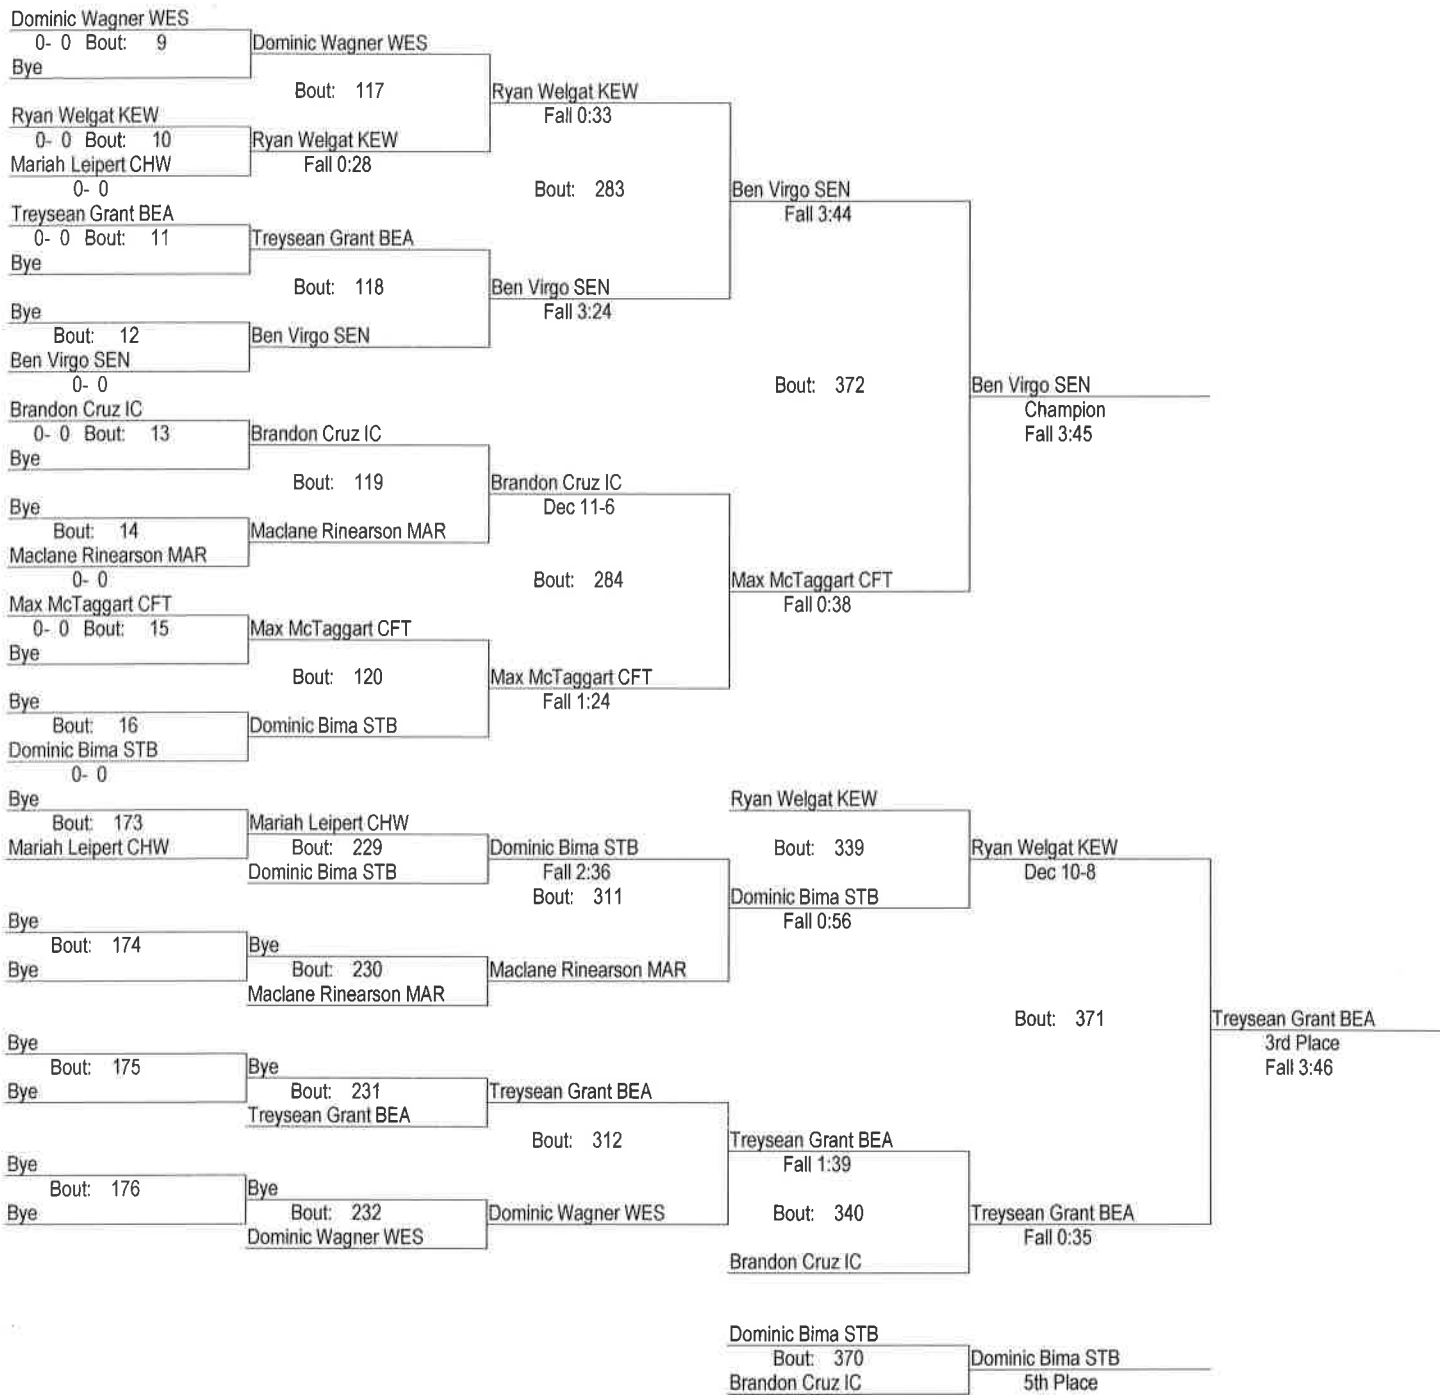 Dominic Wagner WES
0- 0 Bout: 9
Bye
Dominic Wagner WES
Bout: 117
Ryan Welgat KEW
0- 0 Bout: 10
Mariah Leipert CHW
0- 0
Ryan Welgat KEW
Fall 0:28
Ryan Welgat KEW
Fall 0:33
Bout: 283
Treysean Grant BEA
0- 0 Bout: 11
Bye
Treysean Grant BEA
Bout: 118
Bye
Bout: 12
Ben Virgo SEN
0- 0
Ben Virgo SEN
Ben Virgo SEN
Fall 3:24
Ben Virgo SEN
Fall 3:44
Bout: 372
Ben Virgo SEN
Champion
Fall 3:45
Brandon Cruz IC
0- 0 Bout: 13
Bye
Brandon Cruz IC
Bout: 119
Bye
Bout: 14
Maclane Rinearson MAR
0- 0
Maclane Rinearson MAR
Brandon Cruz IC
Dec 11-6
Bout: 284
Max McTaggart CFT
Fall 0:38
Max McTaggart CFT
0- 0 Bout: 15
Bye
Max McTaggart CFT
Bout: 120
Bye
Bout: 16
Dominic Bima STB
0- 0
Dominic Bima STB
Max McTaggart CFT
Fall 1:24
Bye
Bout: 173
Mariah Leipert CHW
Mariah Leipert CHW
Bout: 229
Dominic Bima STB
Dominic Bima STB
Fall 2:36
Bout: 311
Bye
Bout: 174
Bye
Bye
Bout: 230
Maclane Rinearson MAR
Maclane Rinearson MAR
Ryan Welgat KEW
Bout: 339
Dominic Bima STB
Fall 0:56
Ryan Welgat KEW
Dec 10-8
Bout: 371
Treysean Grant BEA
3rd Place
Fall 3:46
Bye
Bout: 175
Bye
Bye
Bout: 231
Treysean Grant BEA
Treysean Grant BEA
Bout: 312
Bye
Bout: 176
Bye
Bye
Bout: 232
Dominic Wagner WES
Dominic Wagner WES
Treysean Grant BEA
Fall 1:39
Bout: 340
Brandon Cruz IC
Treysean Grant BEA
Fall 0:35
Dominic Bima STB
Bout: 370
Brandon Cruz IC
Dominic Bima STB
5th Place